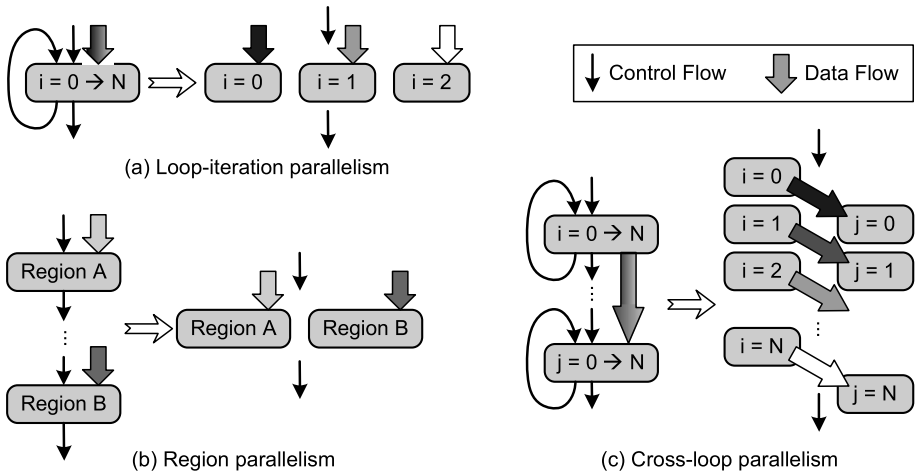 i = 0 → N
i = 0
i = 1
i = 2
(a) Loop-iteration parallelism
Control Flow
Data Flow
Region A
⋮
Region B
Region A
Region B
(b) Region parallelism
i = 0 → N
⋮
j = 0 → N
i = 0
i = 1
j = 0
i = 2
j = 1
⋮
i = N
j = N
(c) Cross-loop parallelism